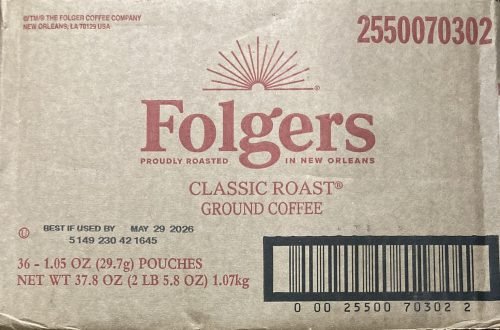 ®/TM/® THE FOLGER COFFEE COMPANY
NEW ORLEANS, LA 70129 USA
2550070302
Folgers
PROUDLY ROASTED IN NEW ORLEANS
CLASSIC ROAST®
GROUND COFFEE
BEST IF USED BY MAY 29 2026
5149 230 42 1645
36 - 1.05 OZ (29.7g) POUCHES
NET WT 37.8 OZ (2 LB 5.8 OZ) 1.07kg
0 00 25500 70302 2